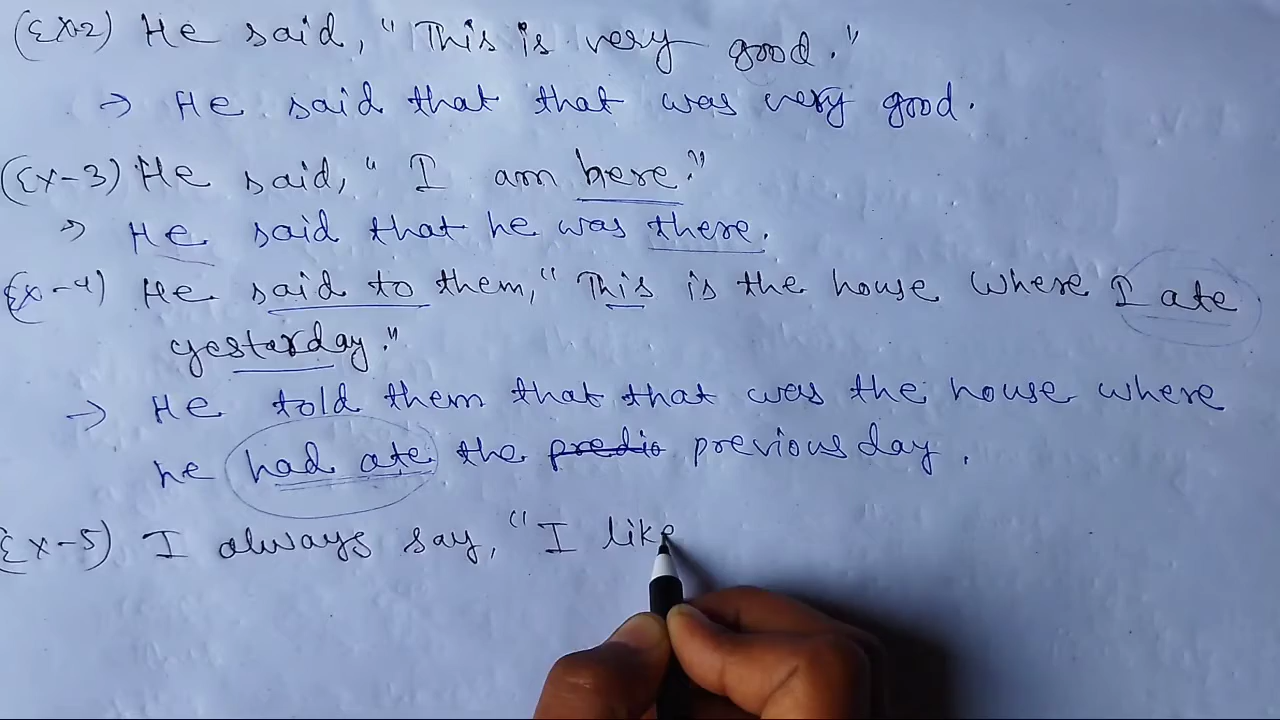 (Ex-2) He said, "This is very good."
→ He said that that was very good.
(Ex-3) He said, "I am here."
→ He said that he was there.
(Ex-4) He said to them, "This is the house where I ate
yesterday."
→ He told them that that was the house where
he had ate the predio previous day.
(Ex-5) I always say, "I like